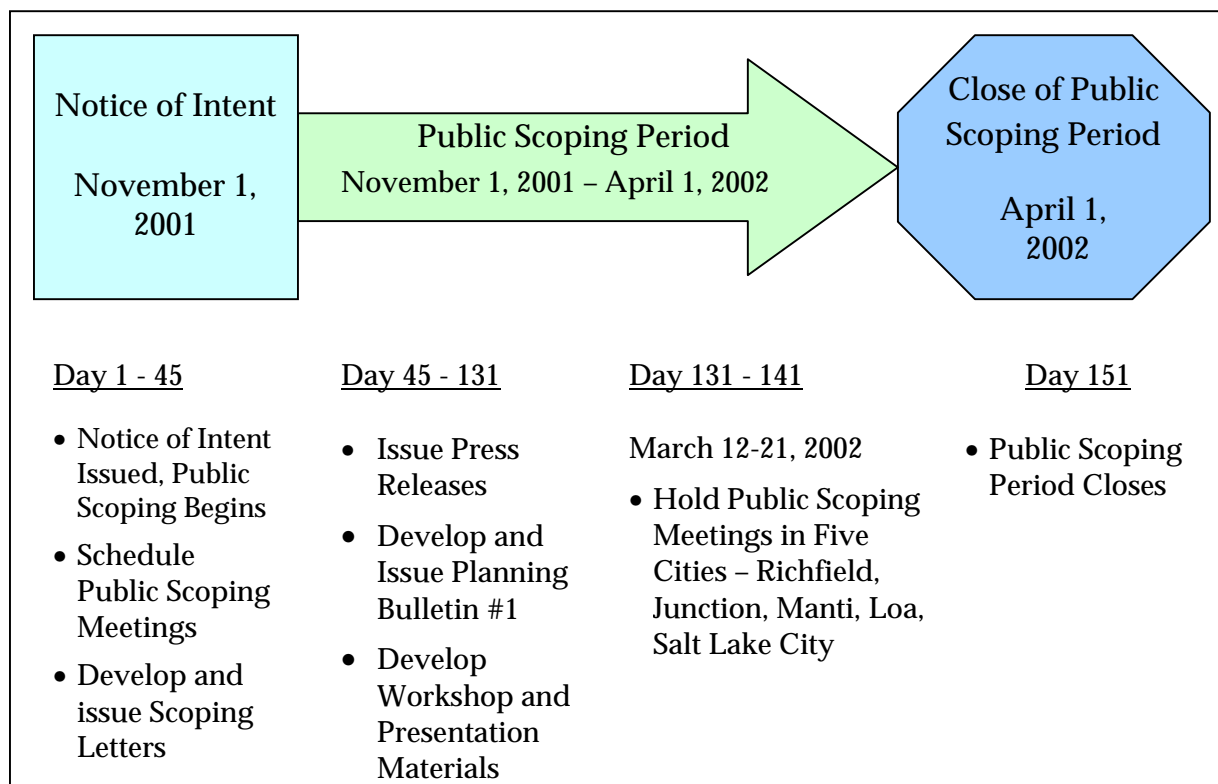 Notice of Intent
November 1,
2001
Public Scoping Period
November 1, 2001 – April 1, 2002
Close of Public
Scoping Period
April 1,
2002
Day 1 - 45
• Notice of Intent
Issued, Public
Scoping Begins
• Schedule
Public Scoping
Meetings
• Develop and
issue Scoping
Letters
Day 45 - 131
• Issue Press
Releases
• Develop and
Issue Planning
Bulletin #1
• Develop
Workshop and
Presentation
Materials
Day 131 - 141
March 12-21, 2002
• Hold Public Scoping
Meetings in Five
Cities – Richfield,
Junction, Manti, Loa,
Salt Lake City
Day 151
• Public Scoping
Period Closes